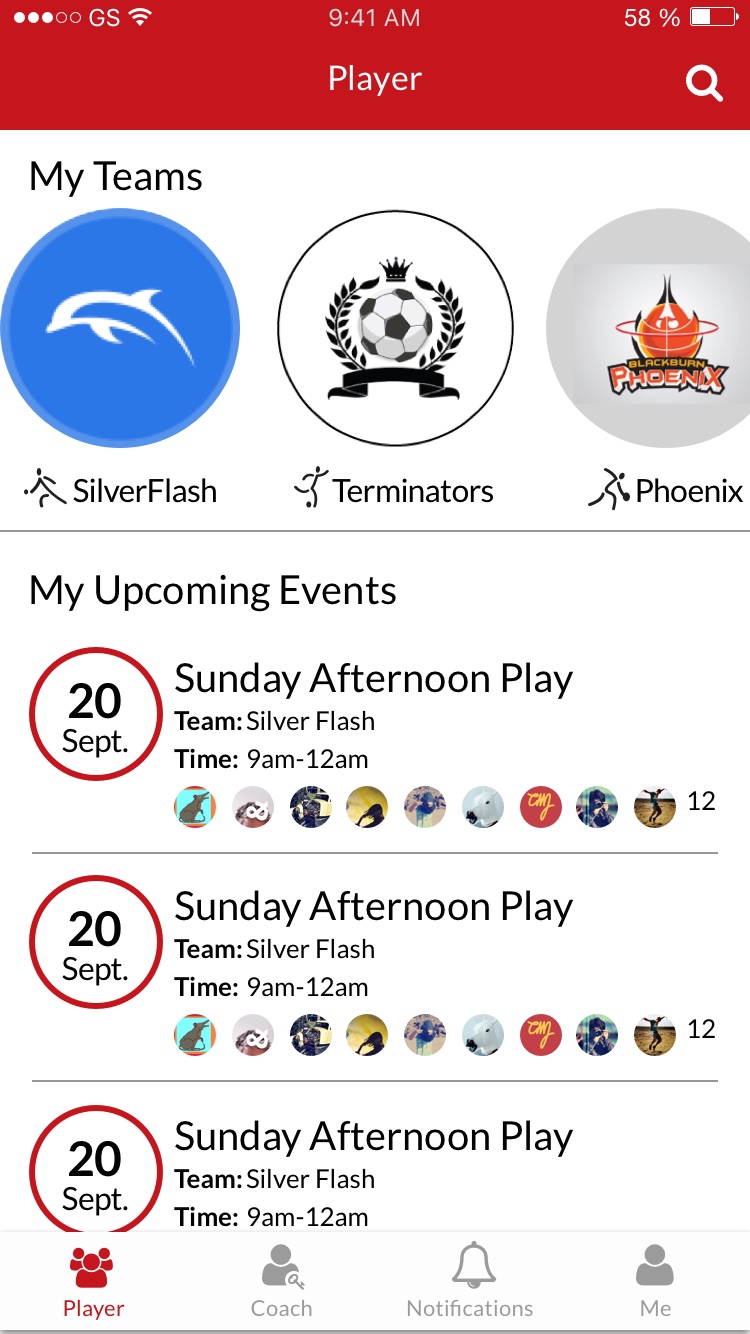 GS 9:41 AM 58 %
Player
My Teams
BLACKBURN
PHOENIX
SilverFlash Terminators Phoenix
My Upcoming Events
20
Sept.
Sunday Afternoon Play
Team: Silver Flash
Time: 9am-12am
12
20
Sept.
Sunday Afternoon Play
Team: Silver Flash
Time: 9am-12am
12
20
Sept.
Sunday Afternoon Play
Team: Silver Flash
Time: 9am-12am
Player Coach Notifications Me